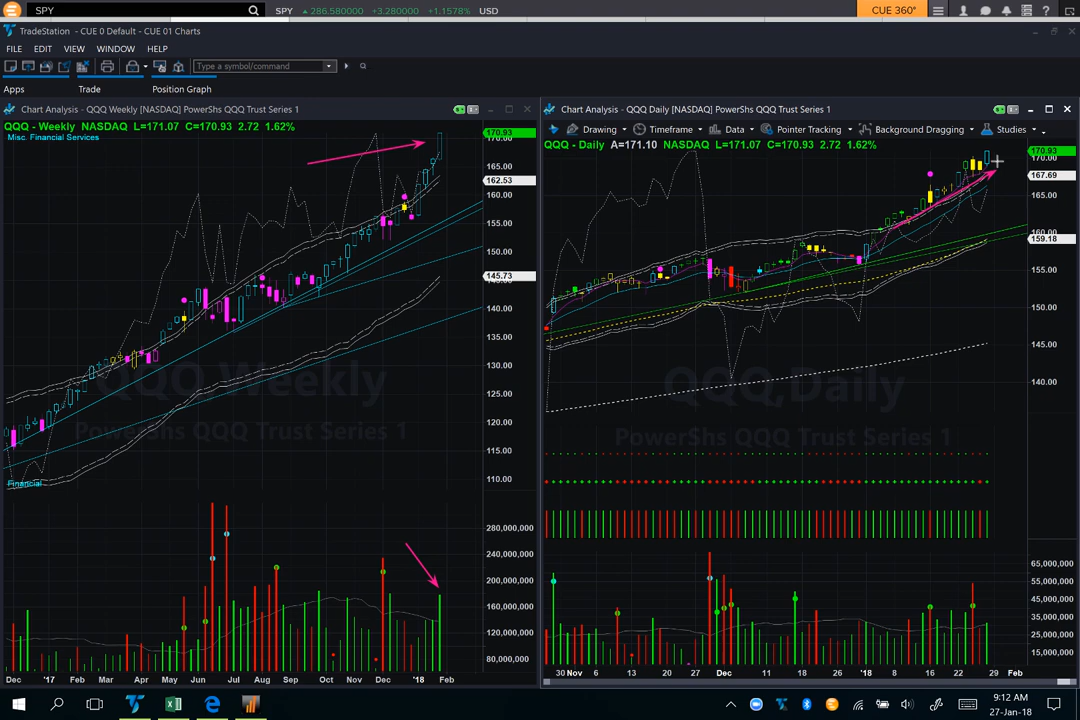 SPY
SPY 286.580000 +3.280000 +1.1578% USD
CUE 360°
TradeStation - CUE 0 Default - CUE 01 Charts
FILE EDIT VIEW WINDOW HELP
Type a symbol/command
Apps Trade Position Graph
Chart Analysis - QQQ Weekly [NASDAQ] PowerShs QQQ Trust Series 1
QQQ - Weekly NASDAQ L=171.07 C=170.93 2.72 1.62%
Misc. Financial Services
170.93
170.00
165.00
162.53
160.00
155.00
150.00
145.73
140.00
135.00
130.00
125.00
120.00
115.00
110.00
QQQ Weekly
PowerShs QQQ Trust Series 1
Financial
280,000,000
240,000,000
200,000,000
160,000,000
120,000,000
80,000,000
Dec '17 Feb Mar Apr May Jun Jul Aug Sep Oct Nov Dec '18 Feb
Chart Analysis - QQQ Daily [NASDAQ] PowerShs QQQ Trust Series 1
Drawing Timeframe Data Pointer Tracking Background Dragging Studies
QQQ - Daily A=171.10 NASDAQ L=171.07 C=170.93 2.72 1.62%
170.93
170.00
167.69
165.00
160.00
159.18
155.00
150.00
145.00
140.00
QQQ Daily
PowerShs QQQ Trust Series 1
65,000,000
55,000,000
45,000,000
35,000,000
25,000,000
15,000,000
30 Nov 6 13 20 27 Dec 11 18 '18 8 16 22 29 Feb
9:12 AM
27-Jan-18